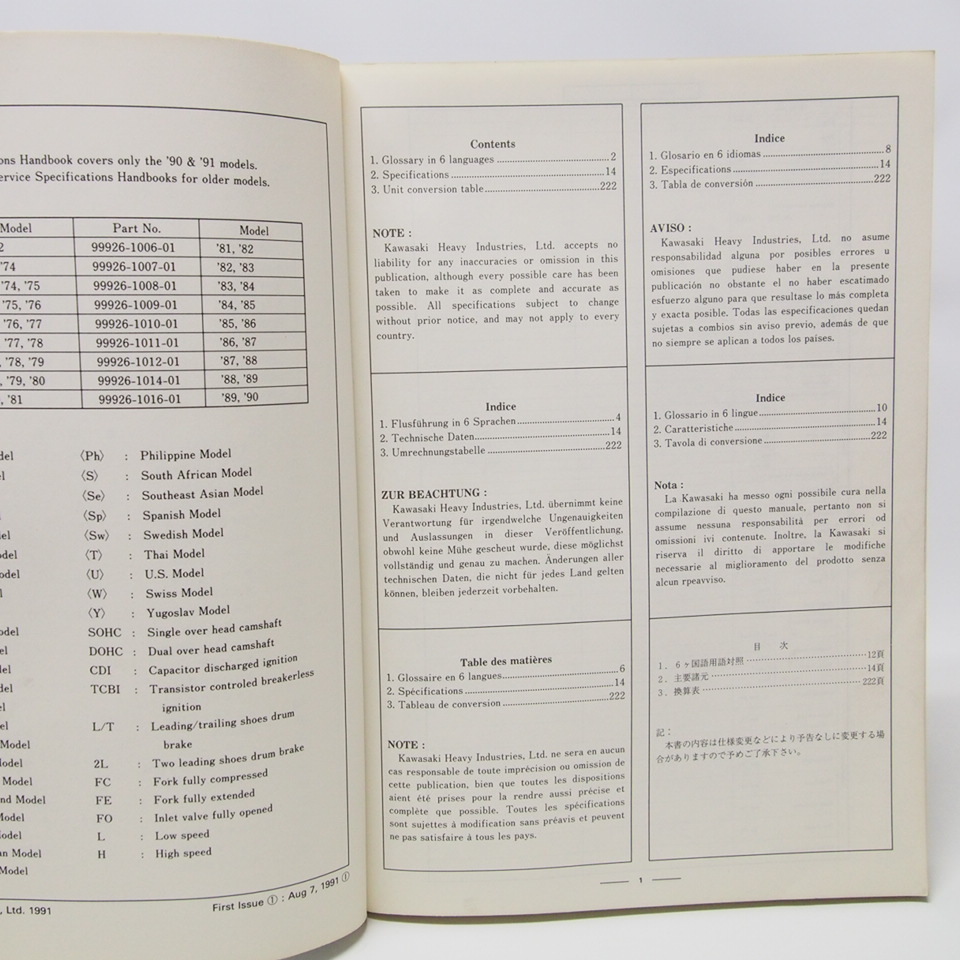 ons Handbook covers only the '90 & '91 models.
ervice Specifications Handbooks for older models.
Model Part No. Model
2 99926-1006-01 '81, '82
'74 99926-1007-01 '82, '83
'74, '75 99926-1008-01 '83, '84
'75, '76 99926-1009-01 '84, '85
'76, '77 99926-1010-01 '85, '86
'77, '78 99926-1011-01 '86, '87
, '78, '79 99926-1012-01 '87, '88
, '79, '80 99926-1014-01 '88, '89
, '81 99926-1016-01 '89, '90
del 〈Ph〉 : Philippine Model
l 〈S〉 : South African Model
〈Se〉 : Southeast Asian Model
〈Sp〉 : Spanish Model
el 〈Sw〉 : Swedish Model
odel 〈T〉 : Thai Model
odel 〈U〉 : U.S. Model
l 〈W〉 : Swiss Model
〈Y〉 : Yugoslav Model
odel SOHC : Single over head camshaft
el DOHC : Dual over head camshaft
el CDI : Capacitor discharged ignition
del TCBI : Transistor controled breakerless
el ignition
el L/T : Leading/trailing shoes drum
Model brake
odel 2L : Two leading shoes drum brake
Model FC : Fork fully compressed
nd Model FE : Fork fully extended
Model FO : Inlet valve fully opened
odel L : Low speed
an Model H : High speed
Model
, Ltd. 1991 First Issue ① : Aug 7, 1991 ①
Contents
1. Glossary in 6 languages ........ 2
2. Specifications ........ 14
3. Unit conversion table ........ 222
NOTE :
Kawasaki Heavy Industries, Ltd. accepts no
liability for any inaccuracies or omission in this
publication, although every possible care has been
taken to make it as complete and accurate as
possible. All specifications subject to change
without prior notice, and may not apply to every
country.
Indice
1. Flusführung in 6 Sprachen ........ 4
2. Technische Daten ........ 14
3. Umrechnungstabelle ........ 222
ZUR BEACHTUNG :
Kawasaki Heavy Industries, Ltd. übernimmt keine
Verantwortung für irgendwelche Ungenauigkeiten
und Auslassungen in dieser Veröffentlichung,
obwohl keine Mühe gescheut wurde, diese möglichst
vollständig und genau zu machen. Änderungen aller
technischen Daten, die nicht für jedes Land gelten
können, bleiben jederzeit vorbehalten.
Table des matières
1. Glossaire en 6 langues ........ 6
2. Spécifications ........ 14
3. Tableau de conversion ........ 222
NOTE :
Kawasaki Heavy Industries, Ltd. ne sera en aucun
cas responsable de toute imprécision ou omission de
cette publication, bien que toutes les dispositions
aient été prises pour la rendre aussi précise et
complète que possible. Toutes les spécifications
sont sujettes á modification sans préavis et peuvent
ne pas satisfaire á tous les pays.
Indice
1. Glosario en 6 idiomas ........ 8
2. Especifications ........ 14
3. Tabla de conversión ........ 222
AVISO :
Kawasaki Heavy Industries, Ltd. no asume
responsabilidad alguna por posibles errores u
omisiones que pudiese haber en la presente
publicación no obstante el no haber escatimado
esfuerzo alguno para que resultase lo más completa
y exacta posible. Todas las especificaciones quedan
sujetas a cambios sin aviso previo, además de que
no siempre se aplican a todos los países.
Indice
1. Glossario in 6 lingue ........ 10
2. Caratteristiche ........ 14
3. Tavola di conversione ........ 222
Nota :
La Kawasaki ha messo ogni possibile cura nella
compilazione di questo manuale, pertanto non si
assume nessuna responsabilitá per errori od
omissioni ivi contenute. Inoltre, la Kawasaki si
riserva il diritto di apportare le modifiche
necessarie al miglioramento del prodotto senza
alcun rpeavviso.
目 次
1. 6ヶ国語用語対照 ........ 12頁
2. 主要諸元 ........ 14頁
3. 換算表 ........ 222頁
記:
本書の内容は仕様変更などにより予告なしに変更する場
合がありますので予めご了承下さい。
1